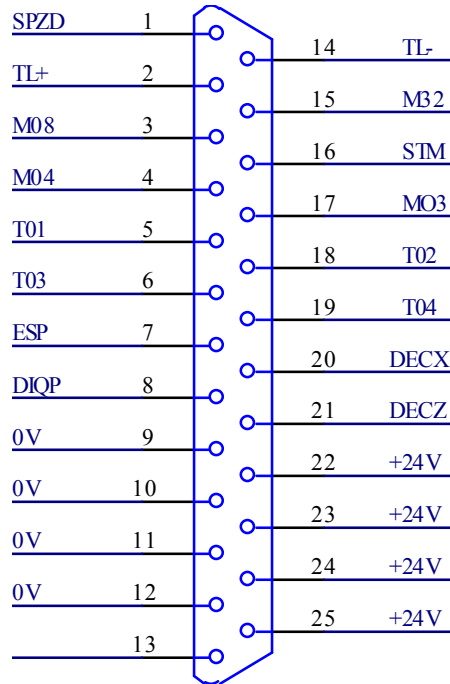 SPZD 1
14 TL-
TL+ 2
15 M32
M08 3
16 STM
M04 4
17 MO3
T01 5
18 T02
T03 6
19 T04
ESP 7
20 DECX
DIQP 8
21 DECZ
0V 9
22 +24V
0V 10
23 +24V
0V 11
24 +24V
0V 12
25 +24V
13